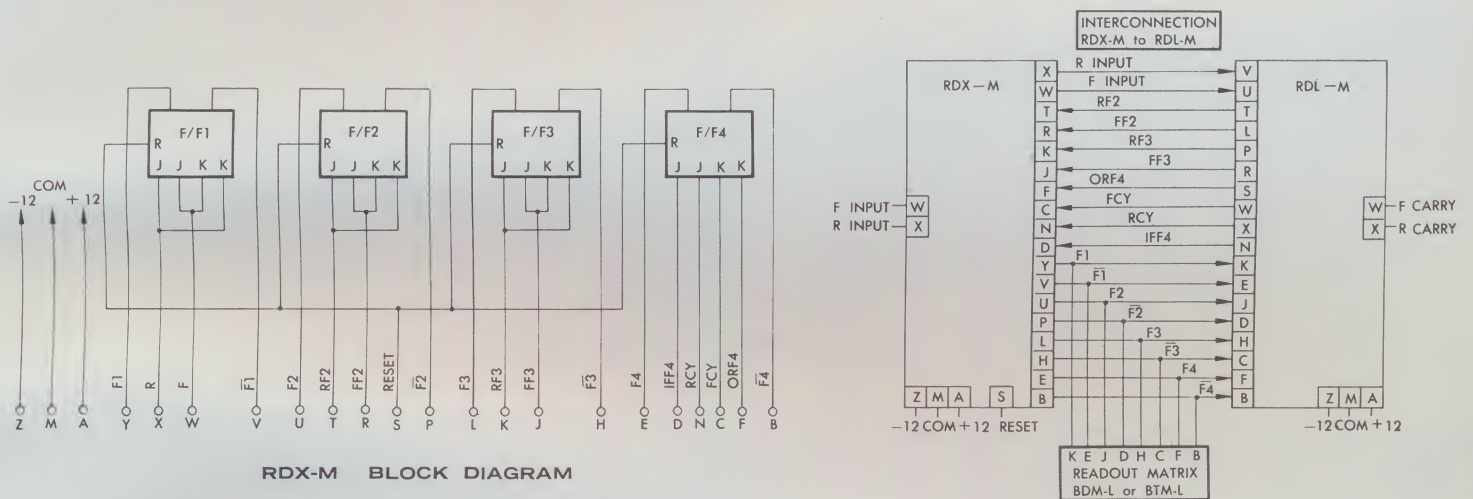 F/F1
R
J J K K
F/F2
R
J J K K
F/F3
R
J J K K
F/F4
R
J J K K
COM
−12 +12
F1
R
F
F̅1̅
F2
RF2
FF2
RESET
F̅2̅
F3
RF3
FF3
F̅3̅
F4
IFF4
RCY
FCY
ORF4
F̅4̅
Z M A Y X W V U T R S P L K J H E D N C F B
RDX-M BLOCK DIAGRAM
INTERCONNECTION
RDX-M to RDL-M
RDX–M
RDL–M
X R INPUT V
W F INPUT U
T RF2 T
R FF2 L
K RF3 P
J FF3 R
F ORF4 S
C FCY W
N RCY X
D IFF4 N
Y F1 K
V F̅1̅ E
U F2 J
P F̅2̅ D
L F3 H
H F̅3̅ C
E F4 F
B F̅4̅ B
F INPUT W
R INPUT X
W F CARRY
X R CARRY
Z M A S
−12 COM +12 RESET
Z M A
−12 COM +12
K E J D H C F B
READOUT MATRIX
BDM-L or BTM-L